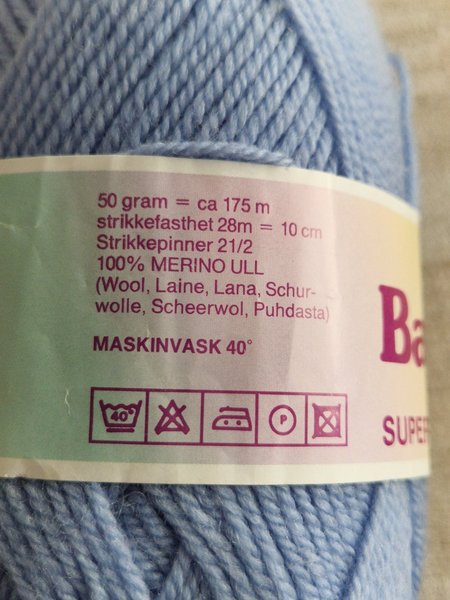 50 gram = ca 175 m
strikkefasthet 28m = 10 cm
Strikkepinner 21/2
100% MERINO ULL
(Wool, Laine, Lana, Schur-
wolle, Scheerwol, Puhdasta)
MASKINVASK 40°
40° P
Ba
SUPER